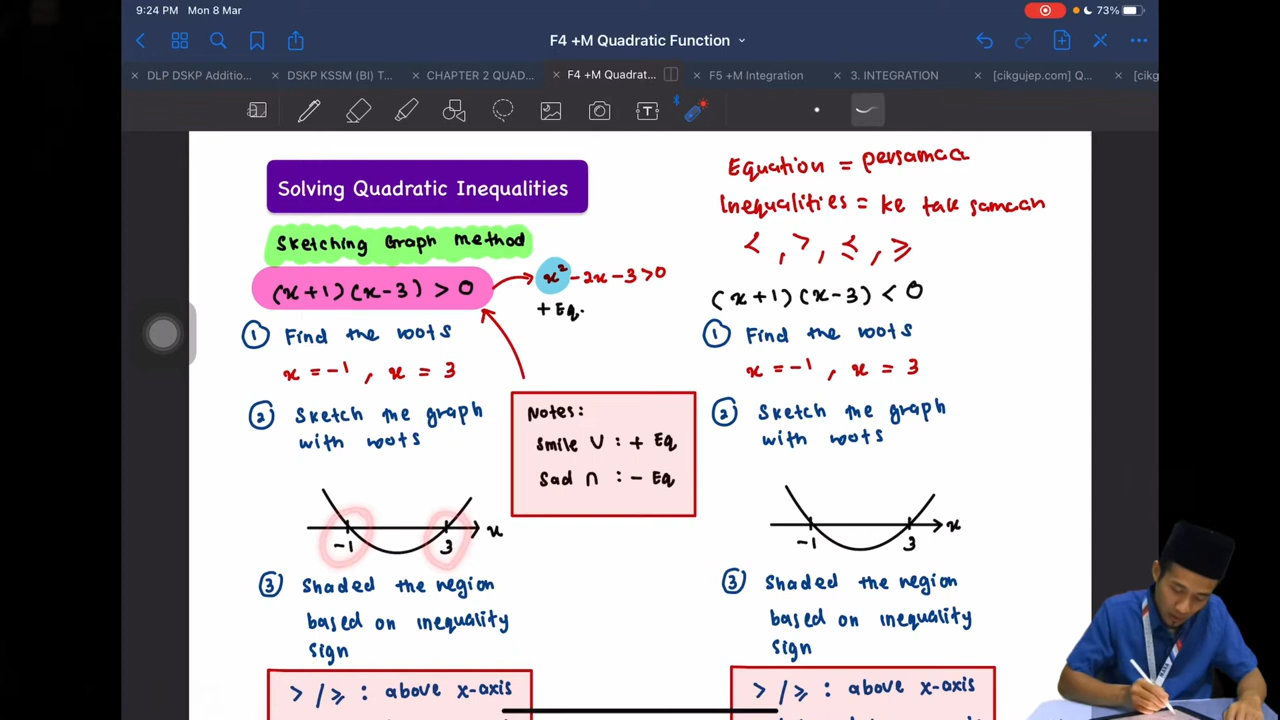 9:24 PM Mon 8 Mar
73%
F4 +M Quadratic Function
DLP DSKP Additio...
DSKP KSSM (BI) T...
CHAPTER 2 QUAD...
F4 +M Quadrat...
F5 +M Integration
3. INTEGRATION
[cikgujep.com] Q...
[cikg
Solving Quadratic Inequalities
Sketching Graph method
(x+1)(x-3) > 0
x² - 2x - 3 > 0
+ Eq.
① Find the roots
x = -1 , x = 3
② Sketch the graph
with roots
-1 3 x
③ Shaded the region
based on inequality
sign
> / ≥ : above x-axis
Notes:
Smile ∪ : + Eq
Sad ∩ : - Eq
Equation = persamaa
Inequalities = ke tak samaan
< , > , ≤ , ≥
(x+1)(x-3) < 0
① Find the roots
x = -1 , x = 3
② Sketch the graph
with roots
-1 3 x
③ Shaded the region
based on inequality
sign
> / ≥ : above x-axis